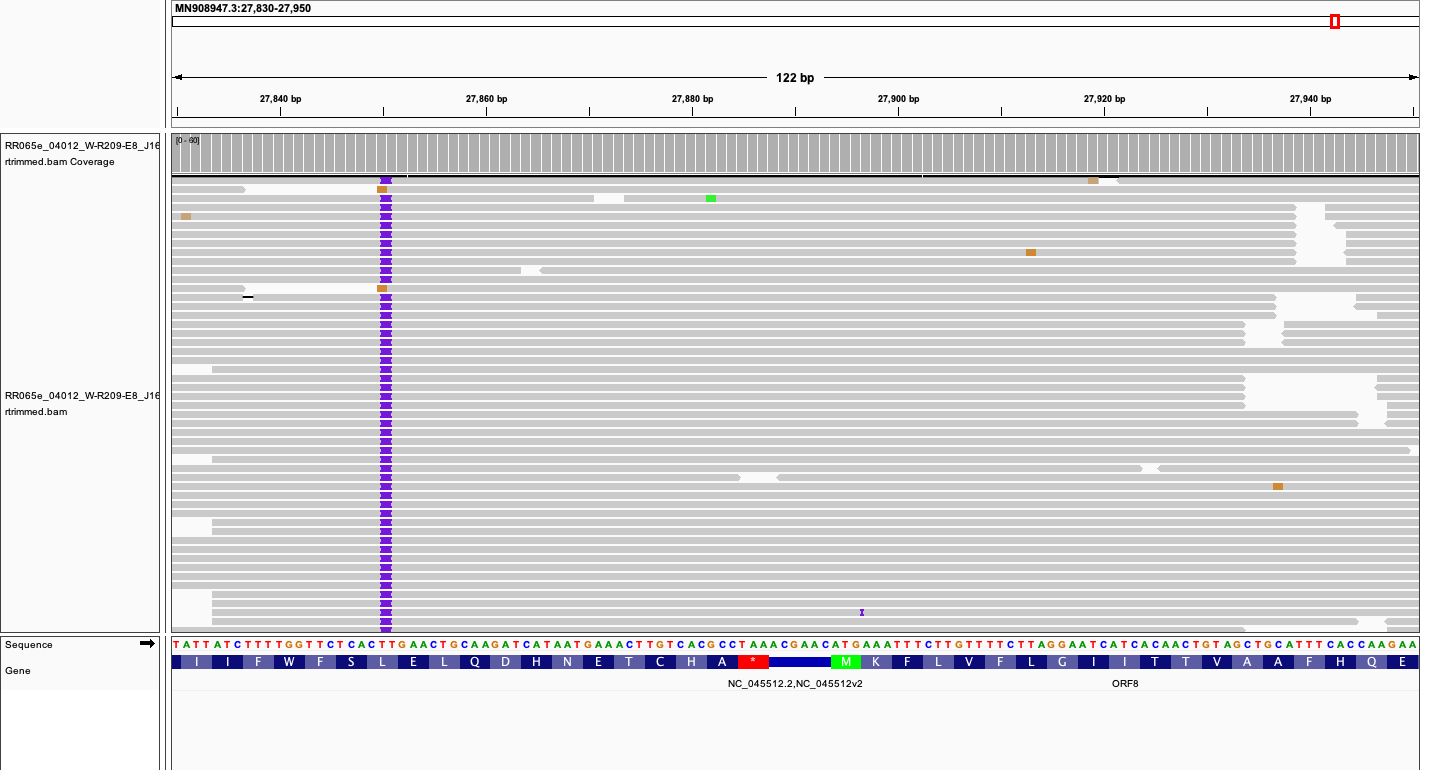 MN908947.3:27,830-27,950
122 bp
27,840 bp 27,860 bp 27,880 bp 27,900 bp 27,920 bp 27,940 bp
RR065e_04012_W-R209-E8_J16
rtrimmed.bam Coverage
[0 - 60]
RR065e_04012_W-R209-E8_J16
rtrimmed.bam
Sequence
TATTATCTTTTGGTTCTCACTTGAACTGCAAGATCATAATGAAACTTGTCACGCCTAAACGAACATGAAATTTCTTGTTTTCTTAGGAATCATCACAACTGTAGCTGCATTTCACCAAGAA
Gene
I I F W F S L E L Q D H N E T C H A * M K F L V F L G I I T T V A A F H Q E
NC_045512.2,NC_045512v2 ORF8